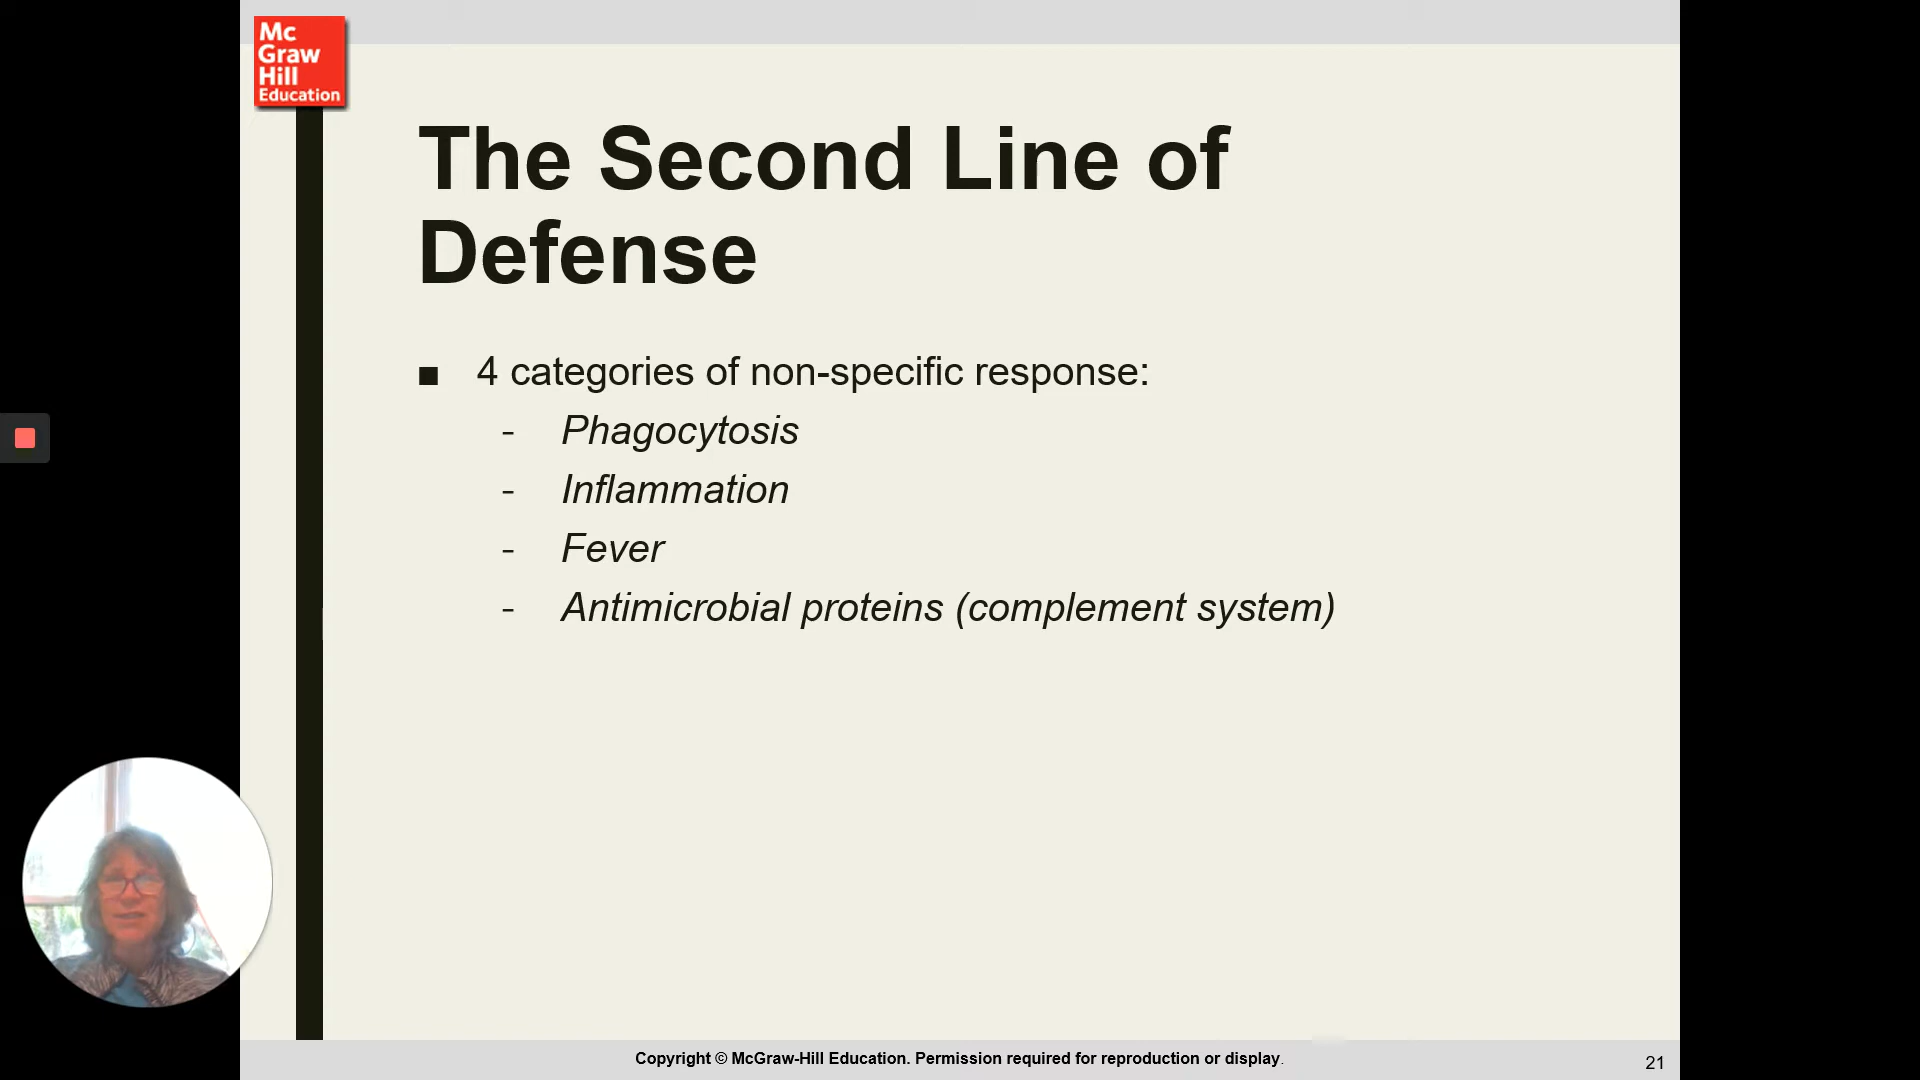 Mc
Graw
Hill
Education
The Second Line of
Defense
■ 4 categories of non-specific response:
- Phagocytosis
- Inflammation
- Fever
- Antimicrobial proteins (complement system)
Copyright © McGraw-Hill Education. Permission required for reproduction or display.
21